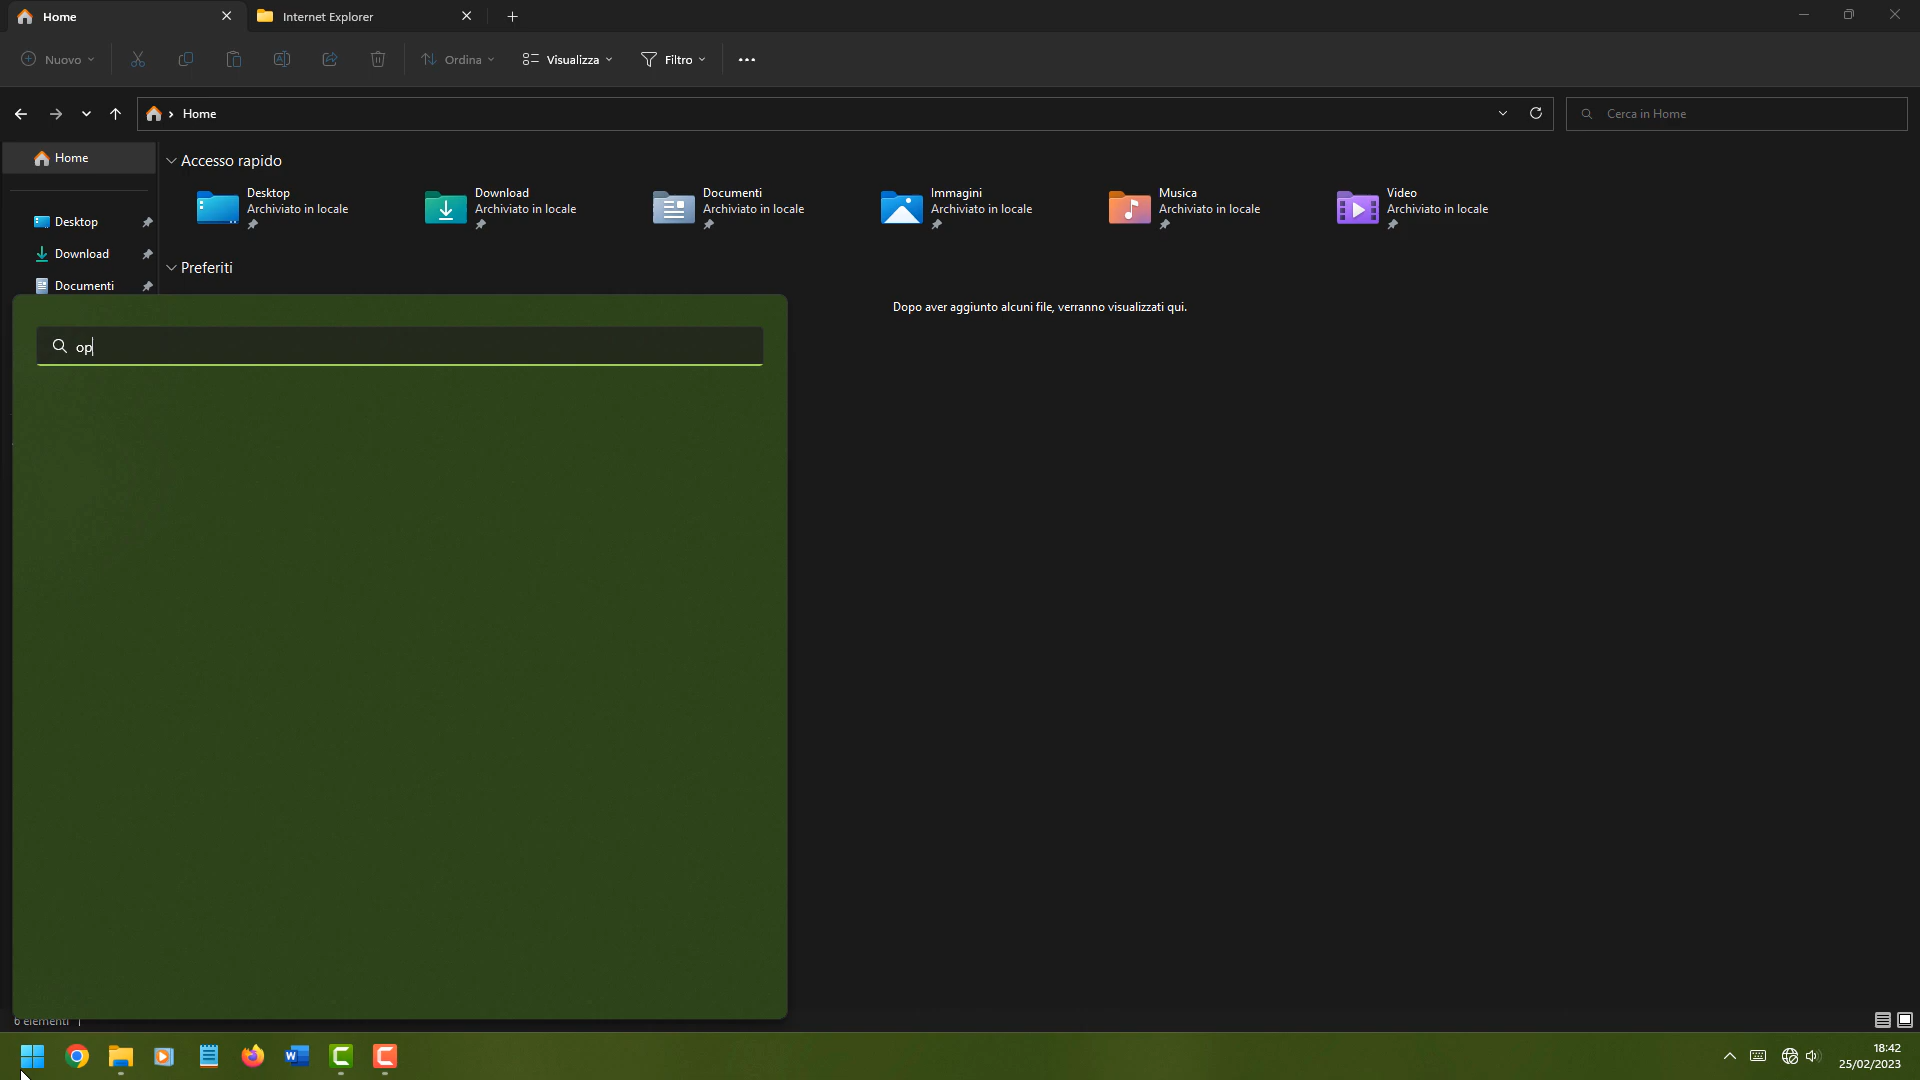 Home
Internet Explorer
Nuovo
Ordina
Visualizza
Filtro
Home
Cerca in Home
Home
Accesso rapido
Desktop
Archiviato in locale
Download
Archiviato in locale
Documenti
Archiviato in locale
Immagini
Archiviato in locale
Musica
Archiviato in locale
Video
Archiviato in locale
Desktop
Download
Documenti
Preferiti
Dopo aver aggiunto alcuni file, verranno visualizzati qui.
op
6 elementi
18:42
25/02/2023